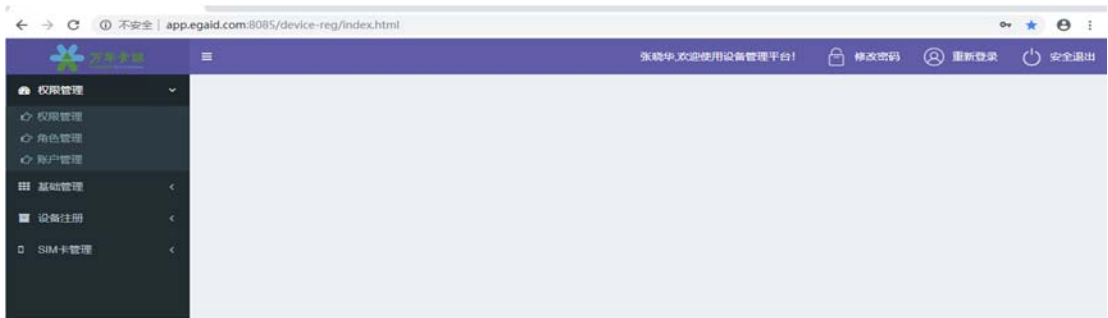 不安全 | app.egaid.com:8085/device-reg/index.html
张晓华,欢迎使用设备管理平台! 修改密码 重新登录 安全退出
权限管理
权限管理
角色管理
账户管理
基础管理
设备注册
SIM卡管理